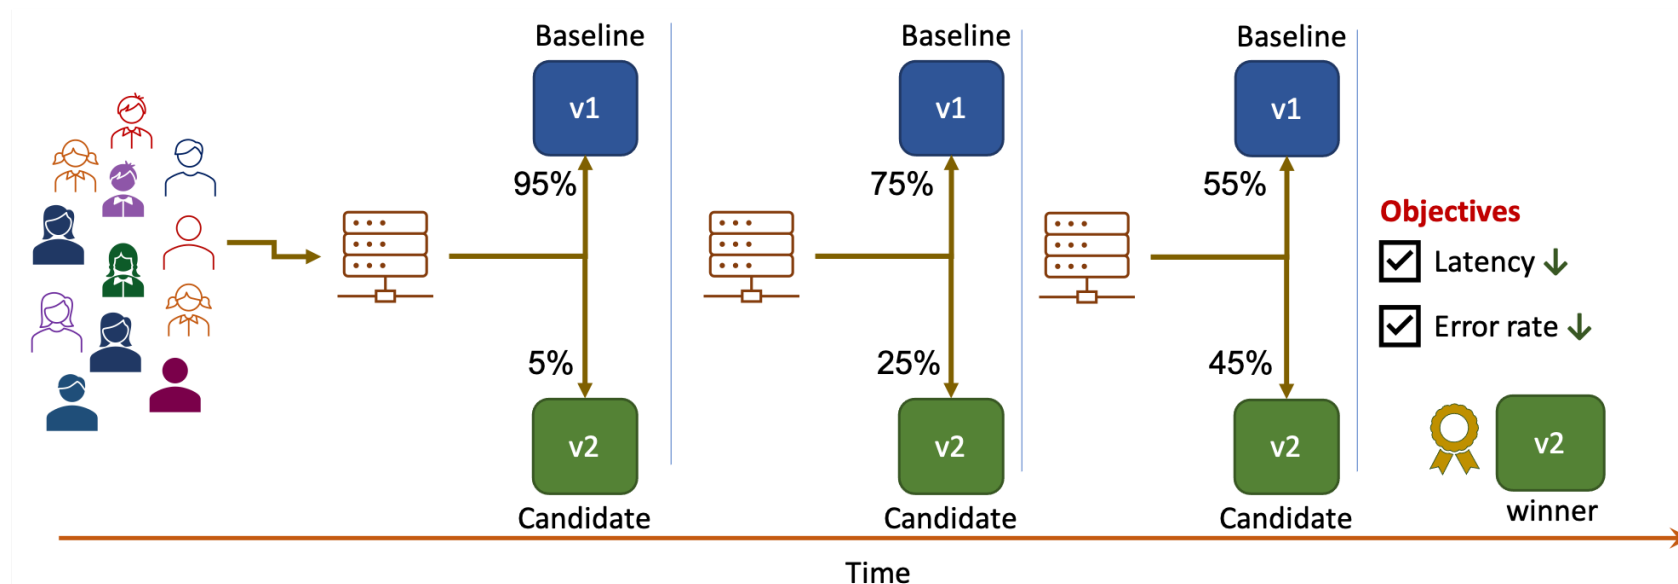 Baseline
v1
95%
5%
v2
Candidate
Baseline
v1
75%
25%
v2
Candidate
Baseline
v1
55%
45%
v2
Candidate
Objectives
Latency
Error rate
v2
winner
Time